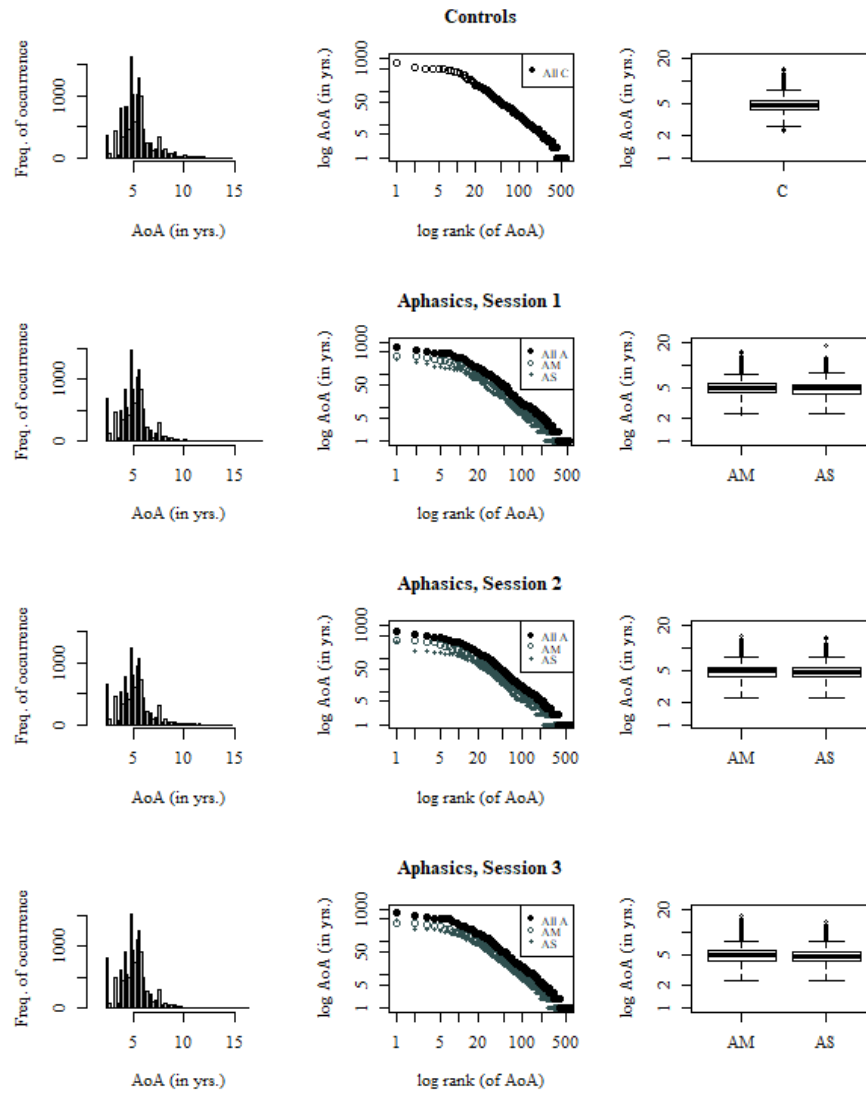 Controls
Freq. of occurrence
0
1000
5
10
15
AoA (in yrs.)
log AoA (in yrs.)
1
5
50
1000
All C
1
5
20
100
500
log rank (of AoA)
log AoA (in yrs.)
1
2
5
20
C
Aphasics, Session 1
Freq. of occurrence
0
1000
5
10
15
AoA (in yrs.)
log AoA (in yrs.)
1
5
50
1000
All A
AM
AS
1
5
20
100
500
log rank (of AoA)
log AoA (in yrs.)
1
2
5
20
AM
AS
Aphasics, Session 2
Freq. of occurrence
0
1000
5
10
15
AoA (in yrs.)
log AoA (in yrs.)
1
5
50
1000
All A
AM
AS
1
5
20
100
500
log rank (of AoA)
log AoA (in yrs.)
1
2
5
20
AM
AS
Aphasics, Session 3
Freq. of occurrence
0
1000
5
10
15
AoA (in yrs.)
log AoA (in yrs.)
1
5
50
1000
All A
AM
AS
1
5
20
100
500
log rank (of AoA)
log AoA (in yrs.)
1
2
5
20
AM
AS